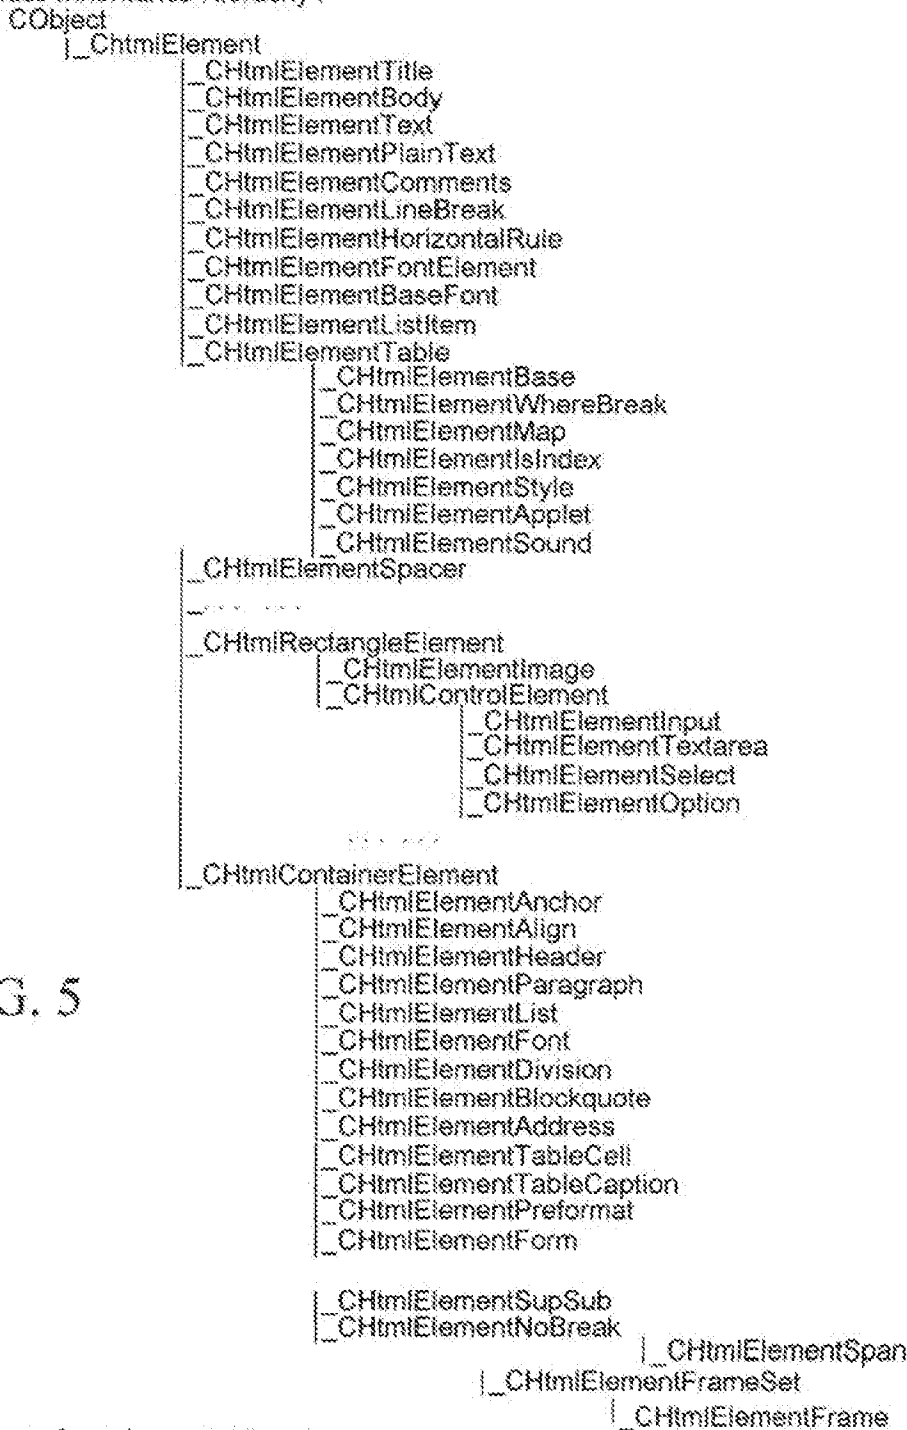 CObject
|_ChtmlElement
|_CHtmlElementTitle
|_CHtmlElementBody
|_CHtmlElementText
|_CHtmlElementPlainText
|_CHtmlElementComments
|_CHtmlElementLineBreak
|_CHtmlElementHorizontalRule
|_CHtmlElementFontElement
|_CHtmlElementBaseFont
|_CHtmlElementListItem
|_CHtmlElementTable
|_CHtmlElementBase
|_CHtmlElementWhereBreak
|_CHtmlElementMap
|_CHtmlElementIsIndex
|_CHtmlElementStyle
|_CHtmlElementApplet
|_CHtmlElementSound
|_CHtmlElementSpacer
|_CHtmlRectangleElement
|_CHtmlElementImage
|_CHtmlControlElement
|_CHtmlElementInput
|_CHtmlElementTextarea
|_CHtmlElementSelect
|_CHtmlElementOption
|_CHtmlContainerElement
|_CHtmlElementAnchor
|_CHtmlElementAlign
|_CHtmlElementHeader
|_CHtmlElementParagraph
|_CHtmlElementList
|_CHtmlElementFont
|_CHtmlElementDivision
|_CHtmlElementBlockquote
|_CHtmlElementAddress
|_CHtmlElementTableCell
|_CHtmlElementTableCaption
|_CHtmlElementPreformat
|_CHtmlElementForm
|_CHtmlElementSupSub
|_CHtmlElementNoBreak
|_CHtmlElementSpan
|_CHtmlElementFrameSet
|_CHtmlElementFrame
G. 5